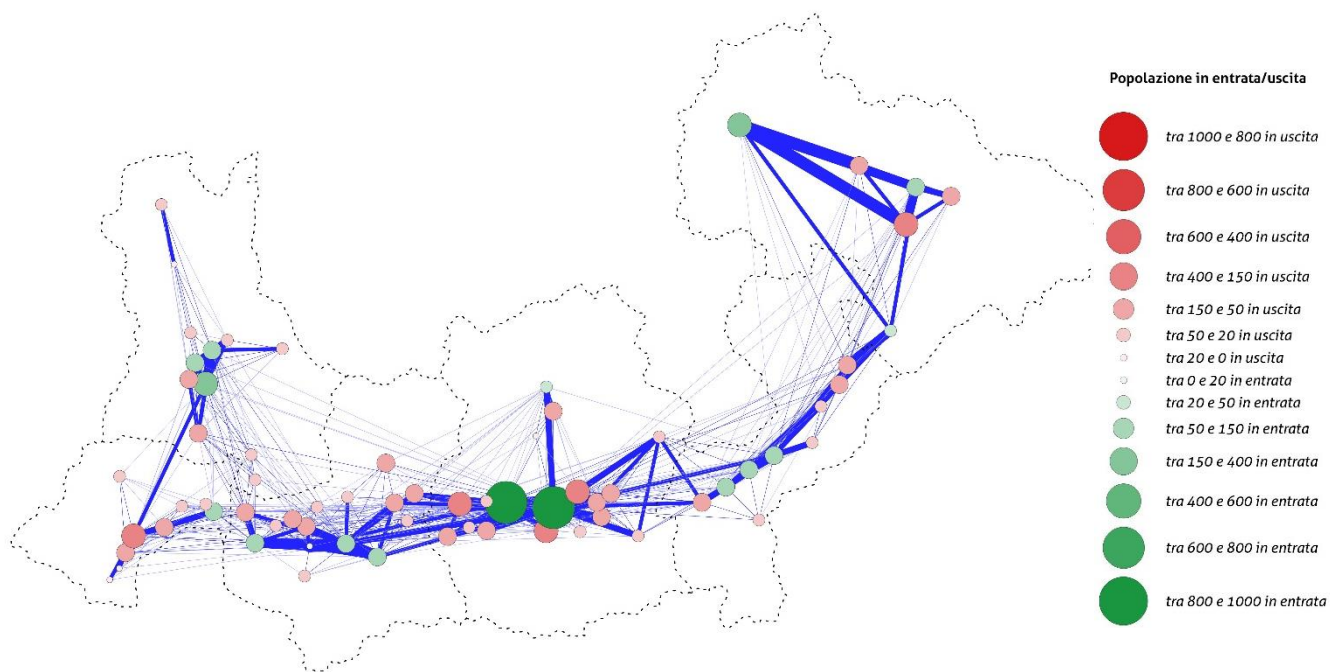 Popolazione in entrata/uscita
tra 1000 e 800 in uscita
tra 800 e 600 in uscita
tra 600 e 400 in uscita
tra 400 e 150 in uscita
tra 150 e 50 in uscita
tra 50 e 20 in uscita
tra 20 e 0 in uscita
tra 0 e 20 in entrata
tra 20 e 50 in entrata
tra 50 e 150 in entrata
tra 150 e 400 in entrata
tra 400 e 600 in entrata
tra 600 e 800 in entrata
tra 800 e 1000 in entrata